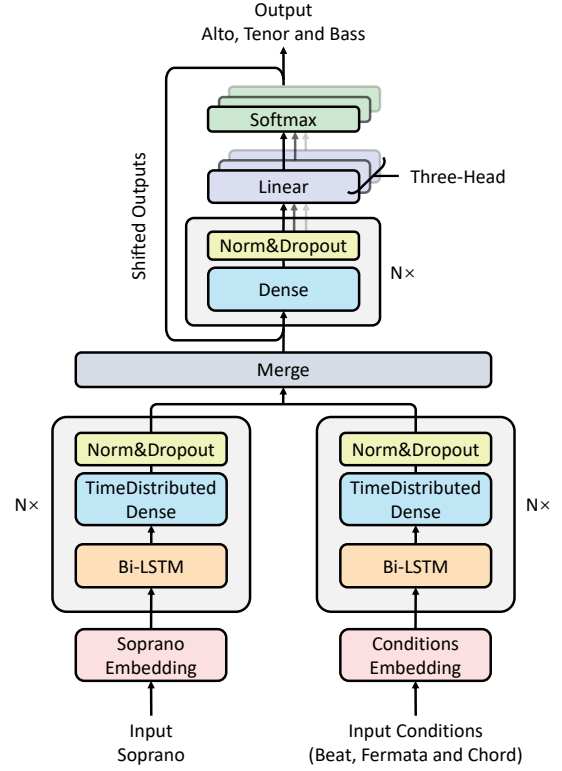 Output
Alto, Tenor and Bass
Softmax
Linear
Three-Head
Shifted Outputs
Norm&Dropout
Dense
N×
Merge
Norm&Dropout
TimeDistributed
Dense
Bi-LSTM
N×
Soprano
Embedding
Input
Soprano
Norm&Dropout
TimeDistributed
Dense
Bi-LSTM
N×
Conditions
Embedding
Input Conditions
(Beat, Fermata and Chord)